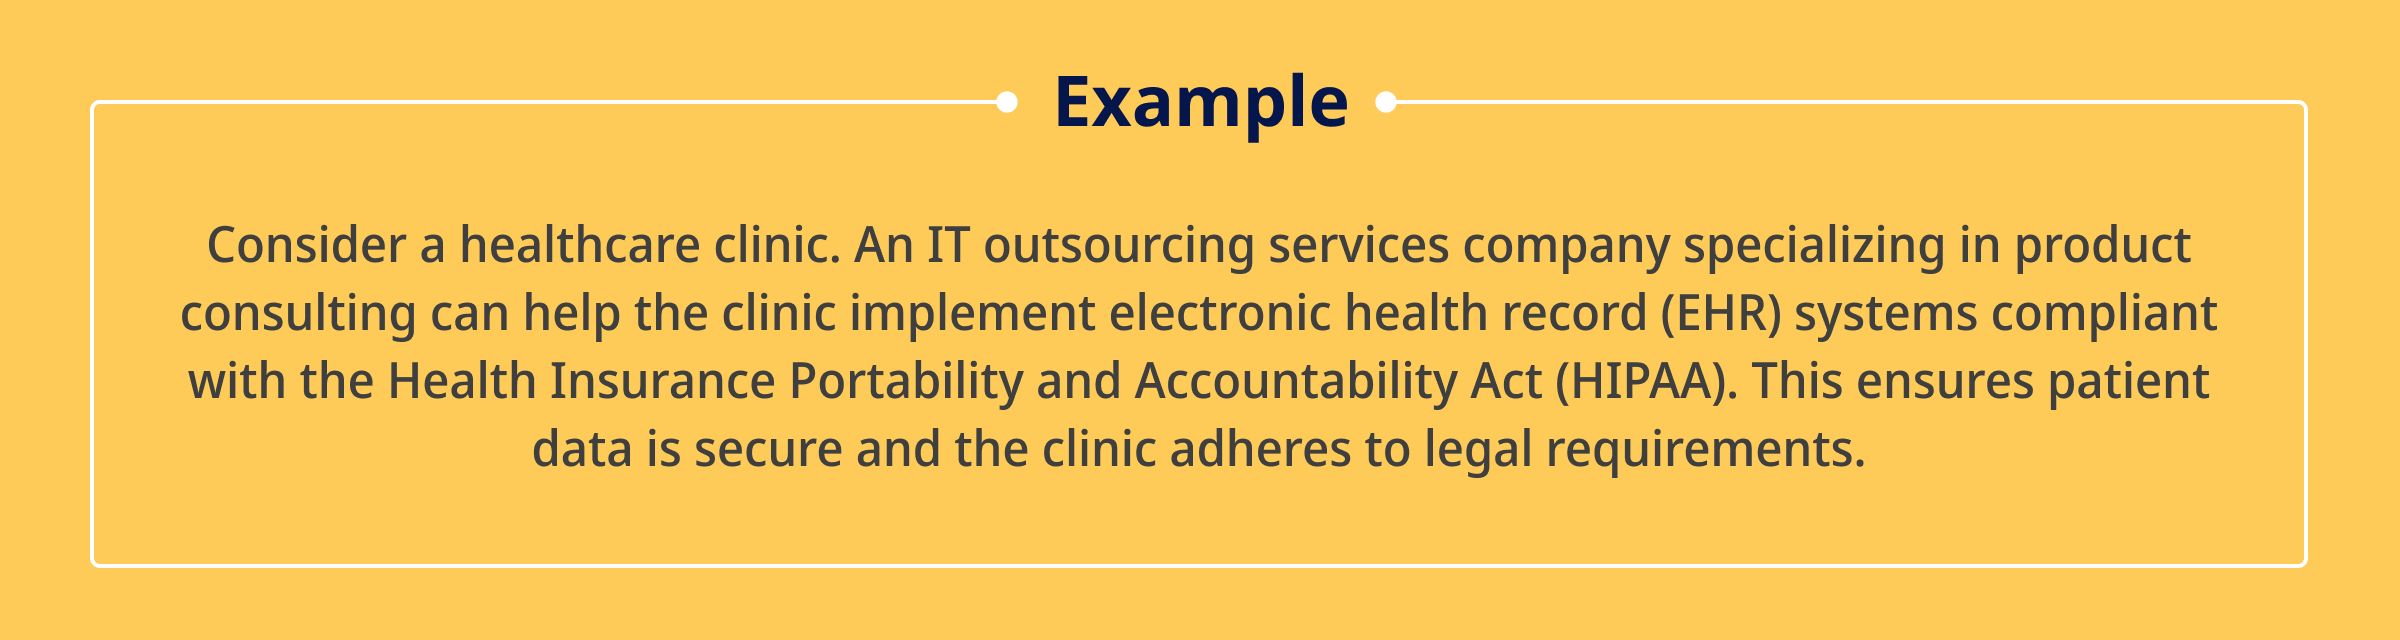 Example
Consider a healthcare clinic. An IT outsourcing services company specializing in product
consulting can help the clinic implement electronic health record (EHR) systems compliant
with the Health Insurance Portability and Accountability Act (HIPAA). This ensures patient
data is secure and the clinic adheres to legal requirements.